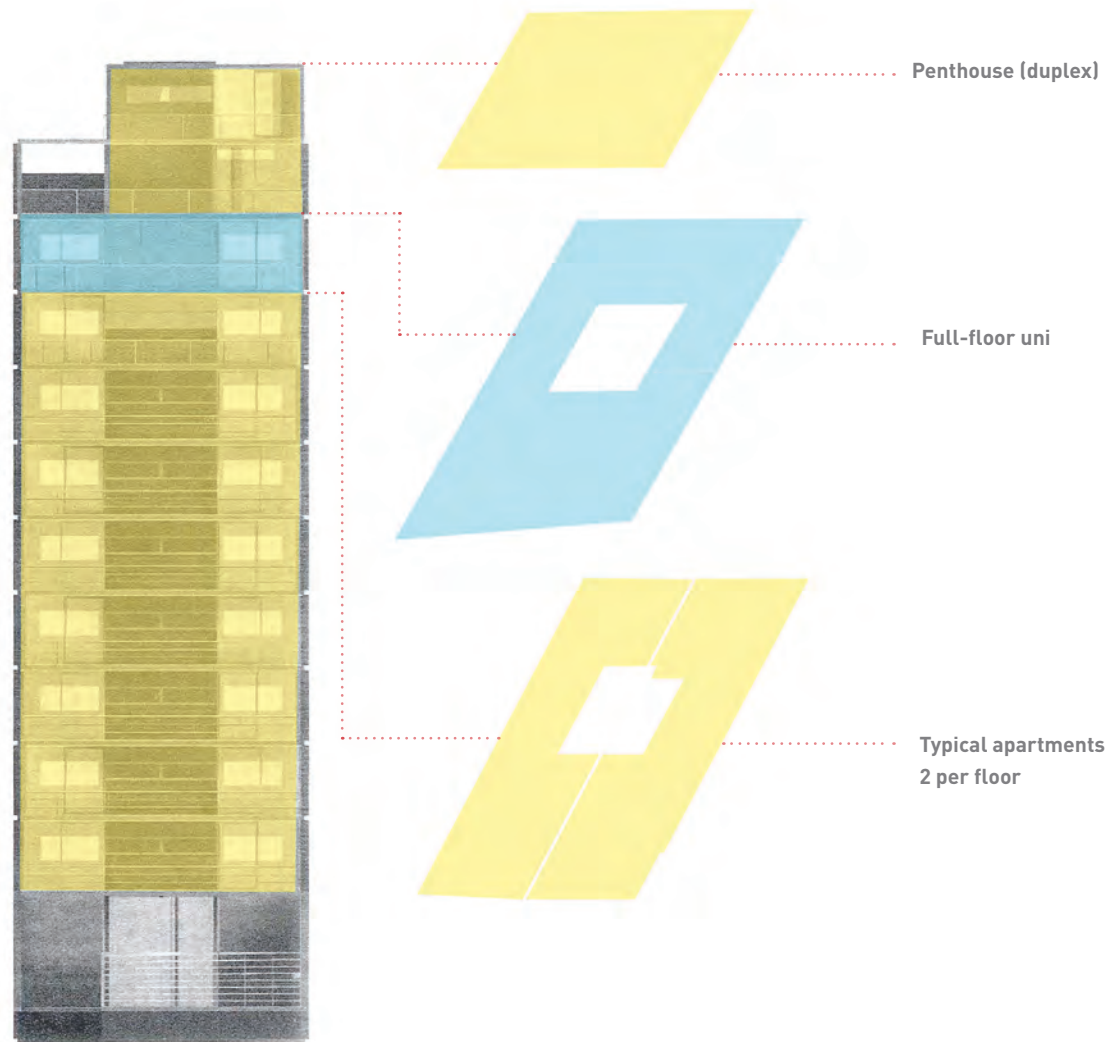 Penthouse (duplex)
Full-floor uni
Typical apartments
2 per floor